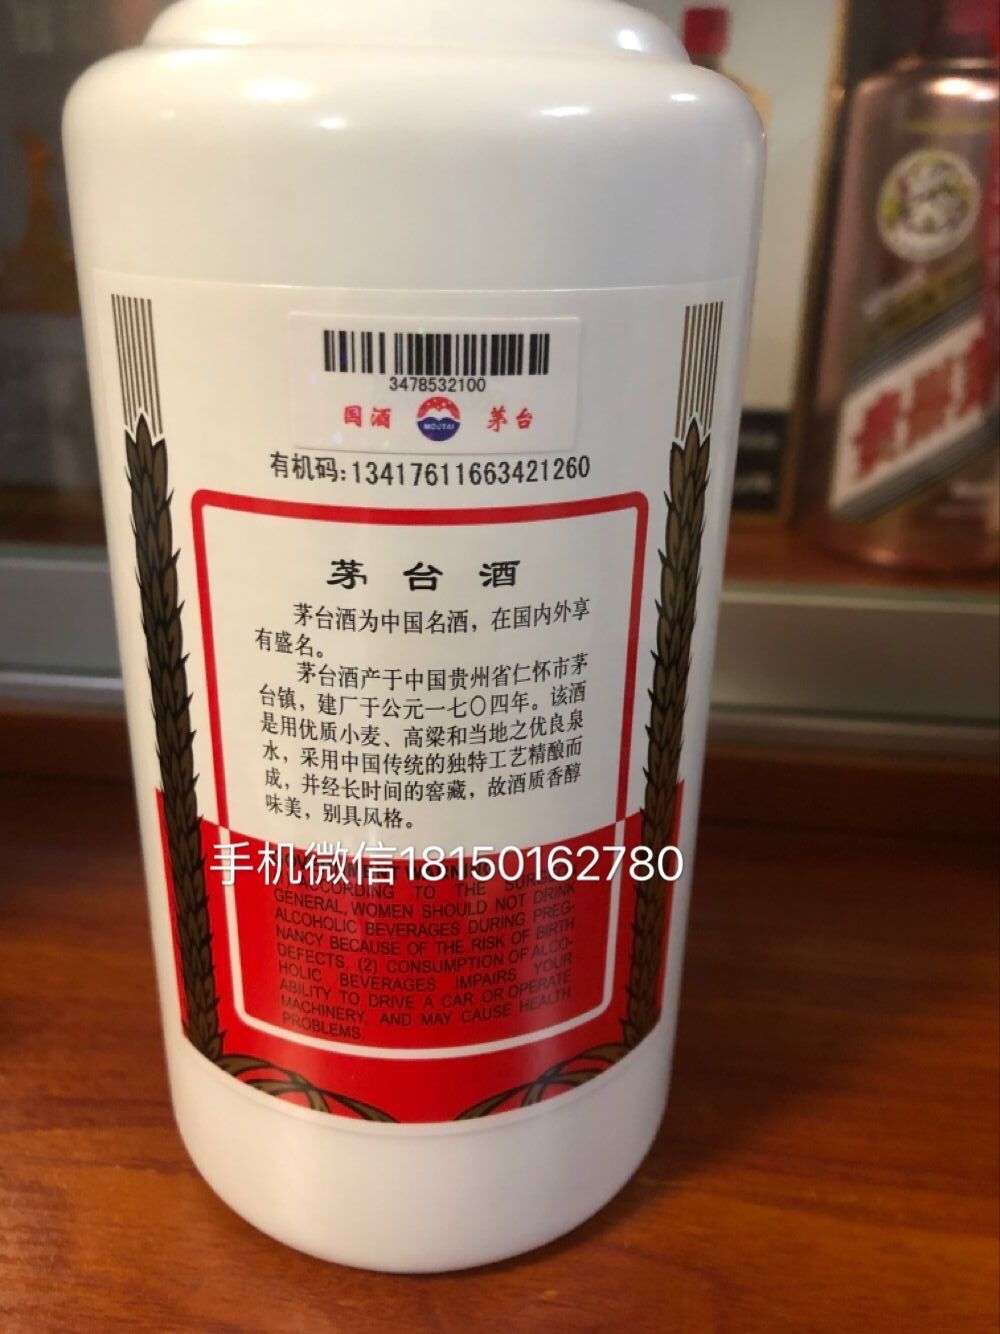 3478532100
国酒 MOUTAI 茅台
有机码:13417611663421260
茅台酒
茅台酒为中国名酒，在国内外享
有盛名。
茅台酒产于中国贵州省仁怀市茅
台镇，建厂于公元一七〇四年。该酒
是用优质小麦、高粱和当地之优良泉
水，采用中国传统的独特工艺精酿而
成，并经长时间的窖藏，故酒质香醇
味美，别具风格。
手机微信18150162780
ACCORDING TO THE
GENERAL, WOMEN SHOULD NOT DRINK
ALCOHOLIC BEVERAGES DURING PREG-
NANCY BECAUSE OF THE RISK OF BIRTH
DEFECTS. (2) CONSUMPTION OF ALCO-
HOLIC BEVERAGES IMPAIRS YOUR
ABILITY TO DRIVE A CAR OR OPERATE
MACHINERY, AND MAY CAUSE HEALTH
PROBLEMS